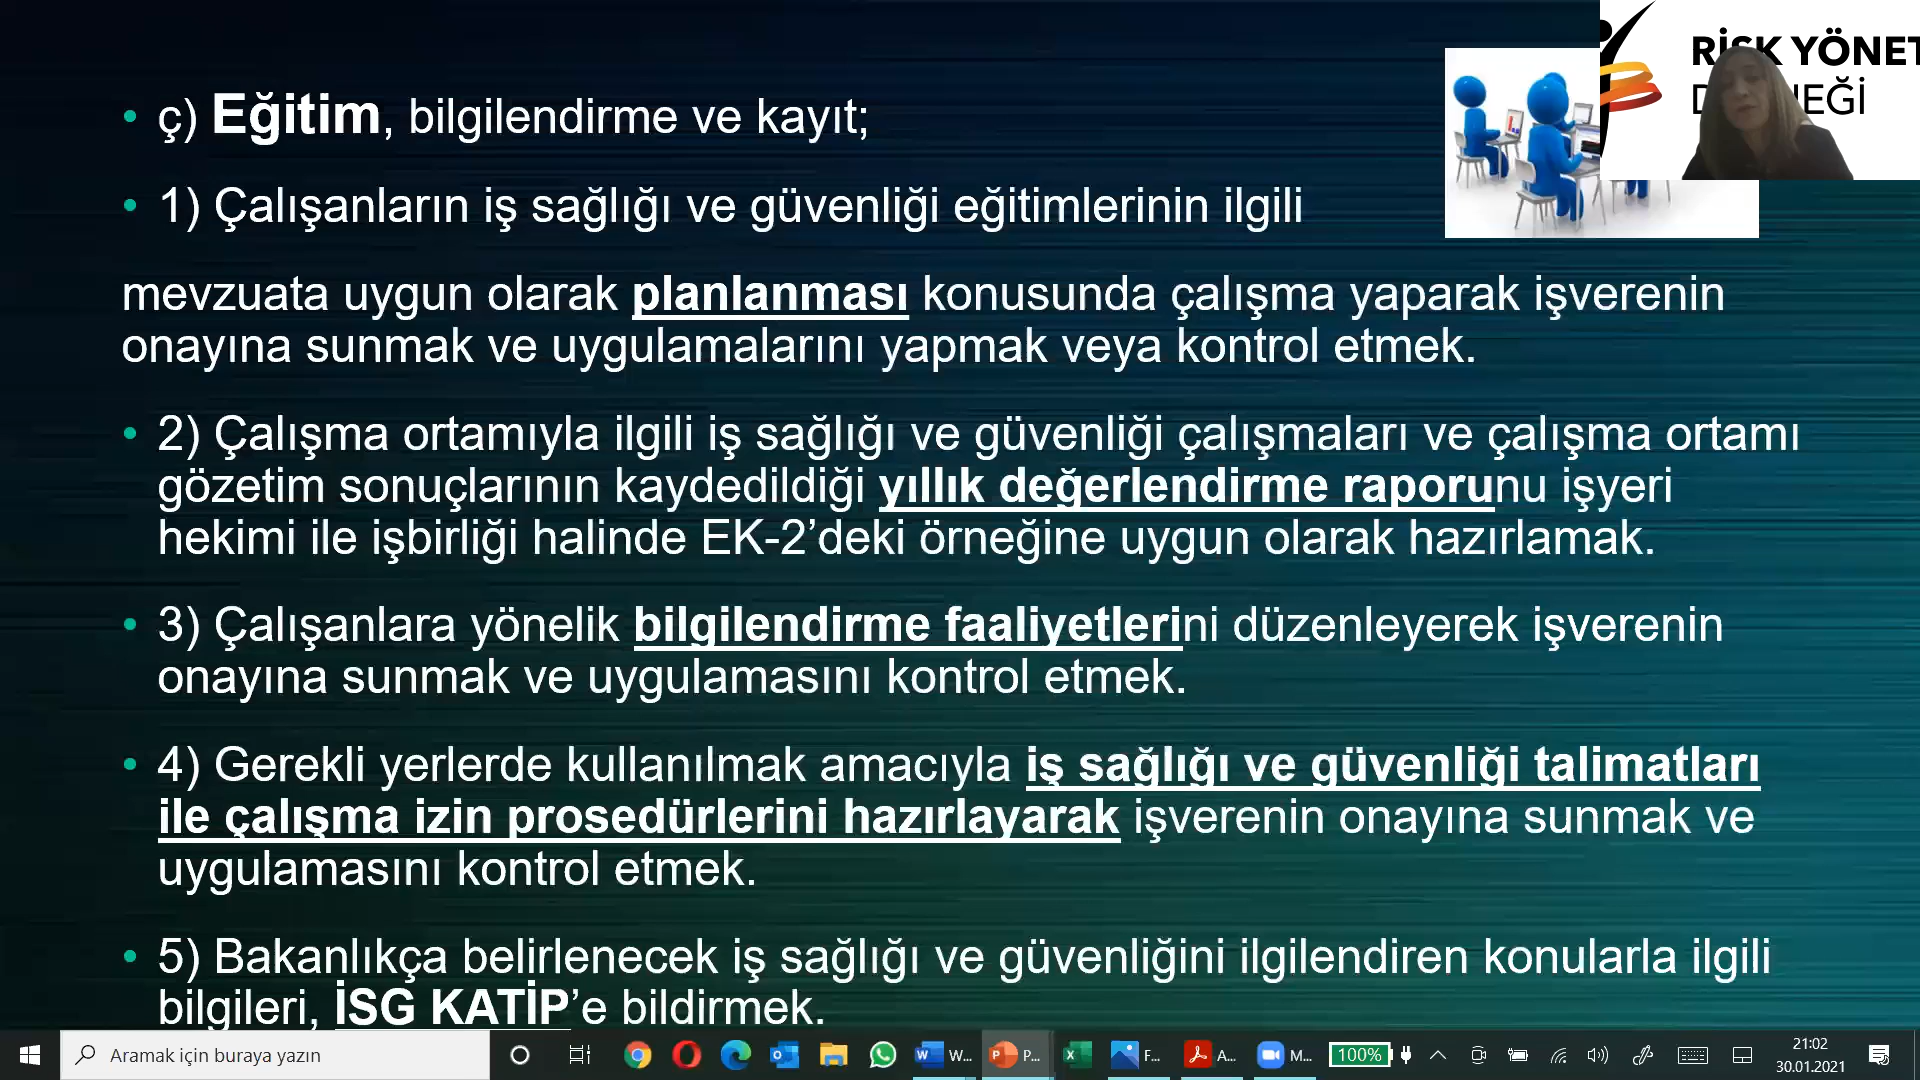 RİSK YÖNET
ç) Eğitim, bilgilendirme ve kayıt;
1) Çalışanların iş sağlığı ve güvenliği eğitimlerinin ilgili
mevzuata uygun olarak planlanması konusunda çalışma yaparak işverenin
onayına sunmak ve uygulamalarını yapmak veya kontrol etmek.
2) Çalışma ortamıyla ilgili iş sağlığı ve güvenliği çalışmaları ve çalışma ortamı
gözetim sonuçlarının kaydedildiği yıllık değerlendirme raporunu işyeri
hekimi ile işbirliği halinde EK-2’deki örneğine uygun olarak hazırlamak.
3) Çalışanlara yönelik bilgilendirme faaliyetlerini düzenleyerek işverenin
onayına sunmak ve uygulamasını kontrol etmek.
4) Gerekli yerlerde kullanılmak amacıyla iş sağlığı ve güvenliği talimatları
ile çalışma izin prosedürlerini hazırlayarak işverenin onayına sunmak ve
uygulamasını kontrol etmek.
5) Bakanlıkça belirlenecek iş sağlığı ve güvenliğini ilgilendiren konularla ilgili
bilgileri, İSG KATİP’e bildirmek.
Aramak için buraya yazın
W...
P...
F...
A...
M...
100%
21:02
30.01.2021